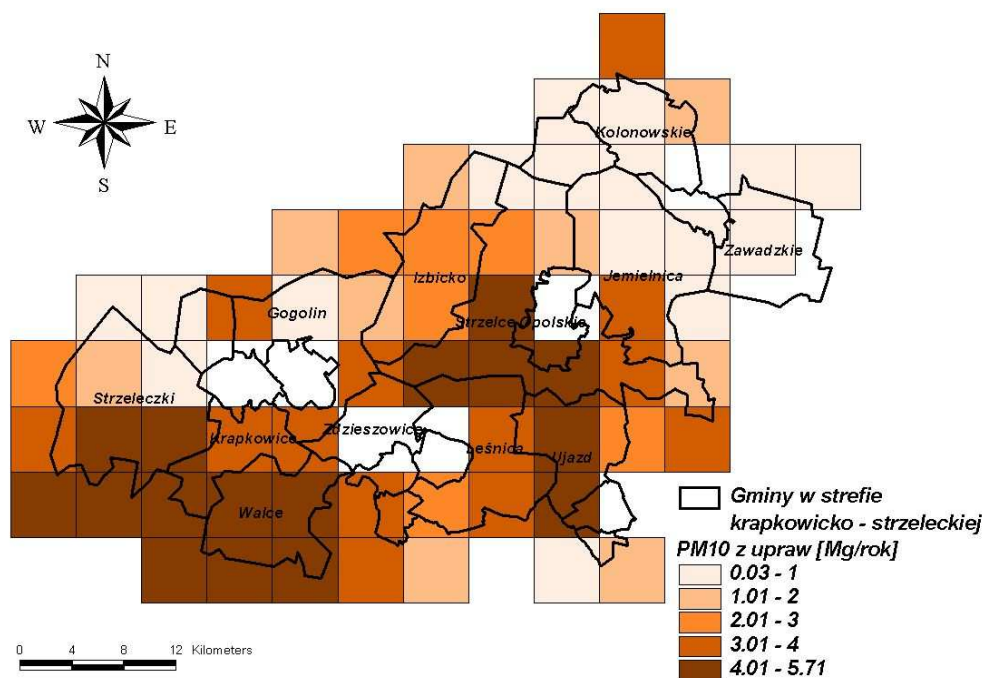 N
W E
S
Kolonowskie
Zawadzkie
Izbicko
Jemielnica
Gogolin
Strzelce Opolskie
Strzeleczki
Krapkowice
Zdzieszowice
Leśnica
Ujazd
Walce
Gminy w strefie
krapkowicko - strzeleckiej
PM10 z upraw [Mg/rok]
0.03 - 1
1.01 - 2
2.01 - 3
3.01 - 4
4.01 - 5.71
0 4 8 12 Kilometers